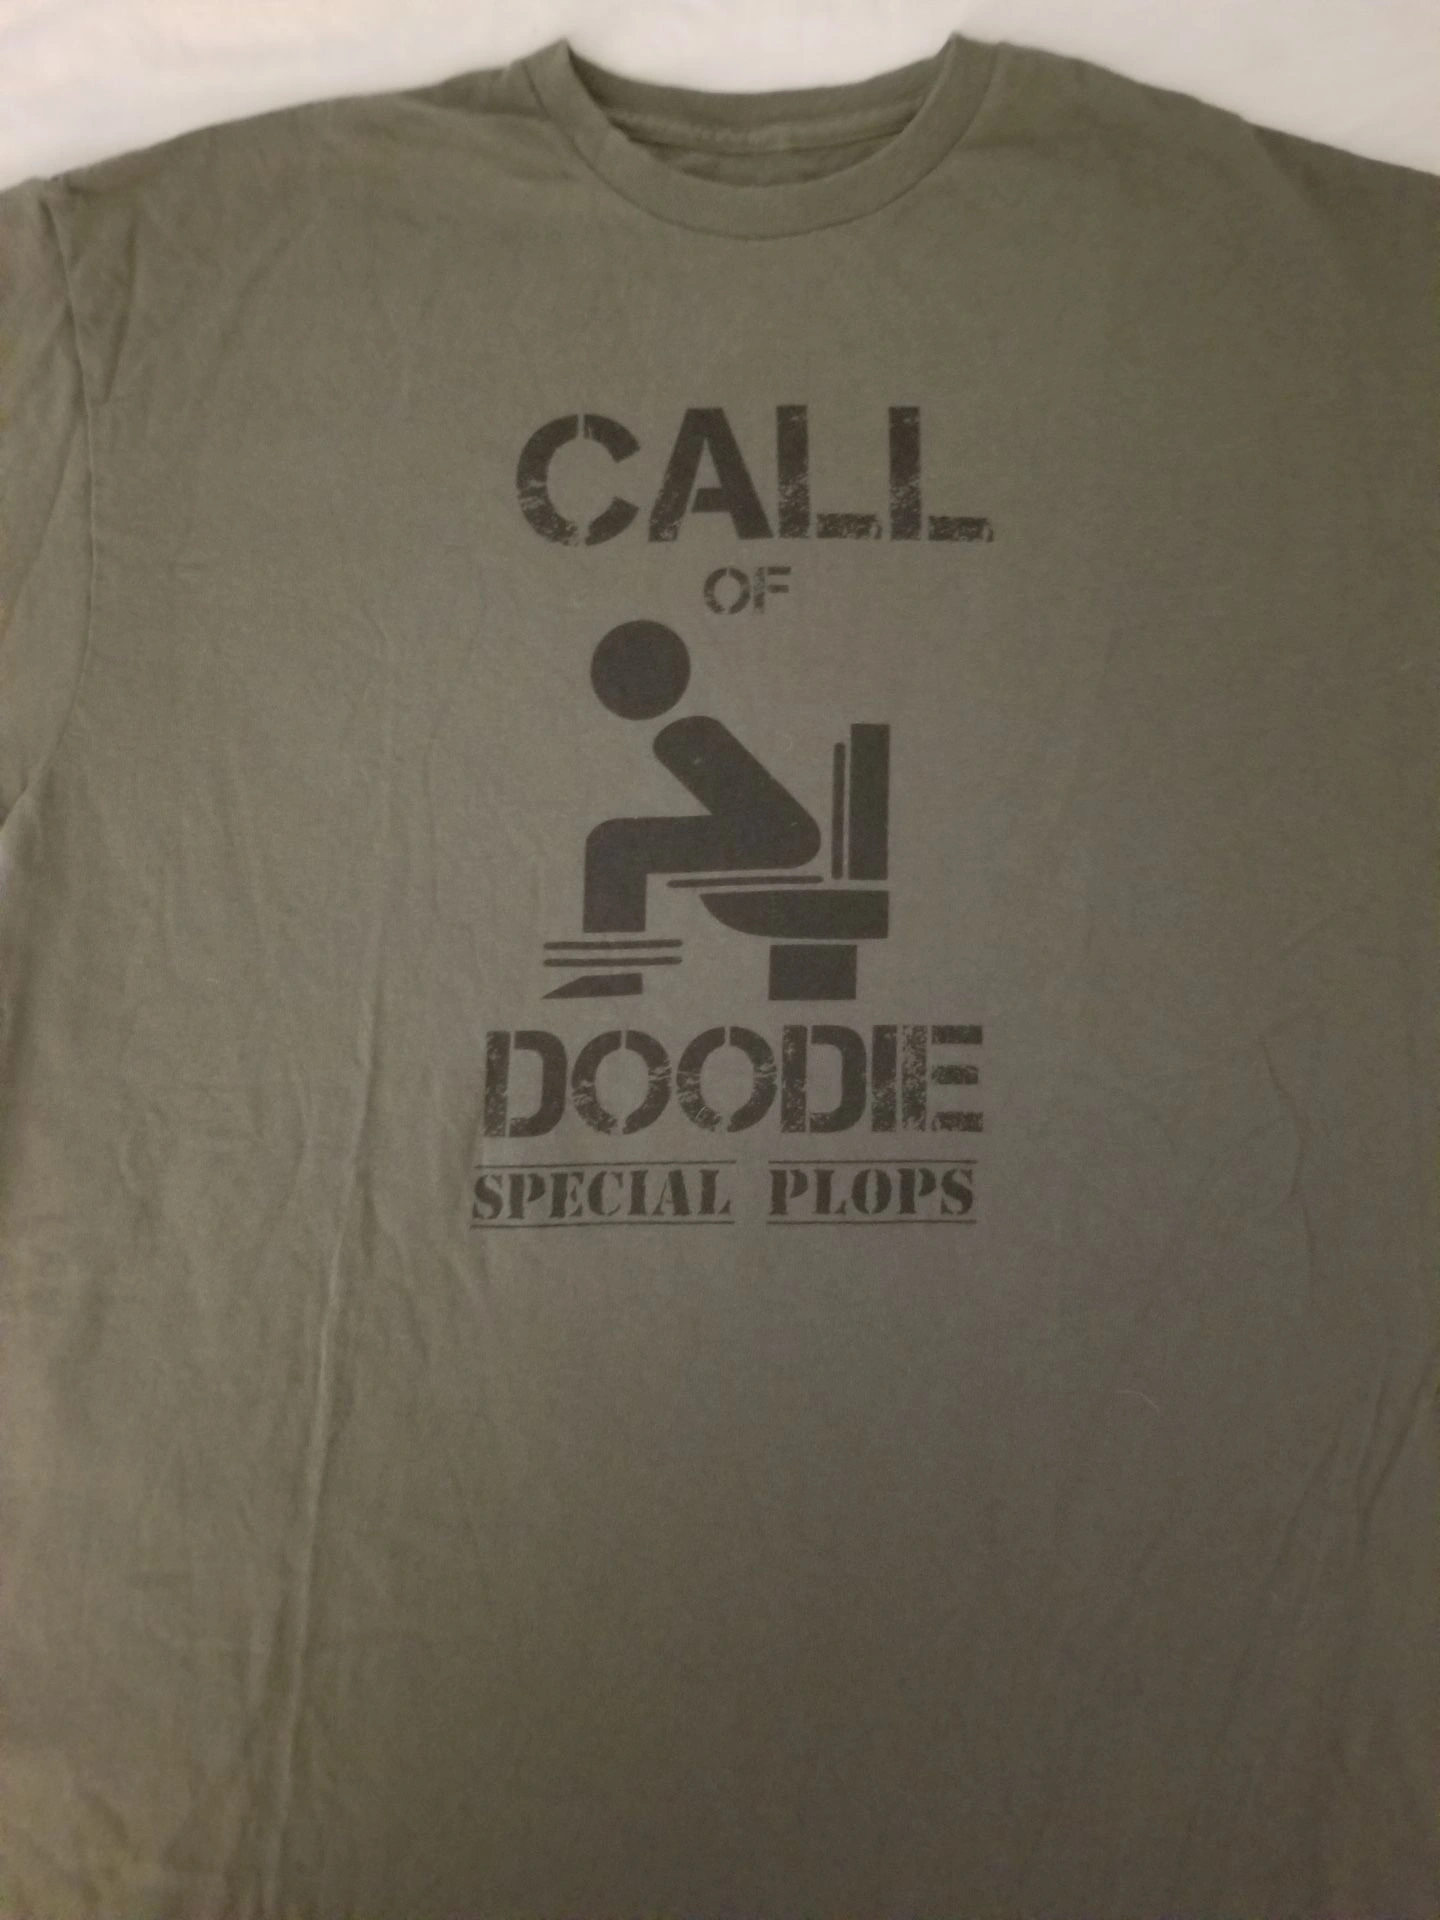 CALL
OF
DOODIE
SPECIAL PLOPS